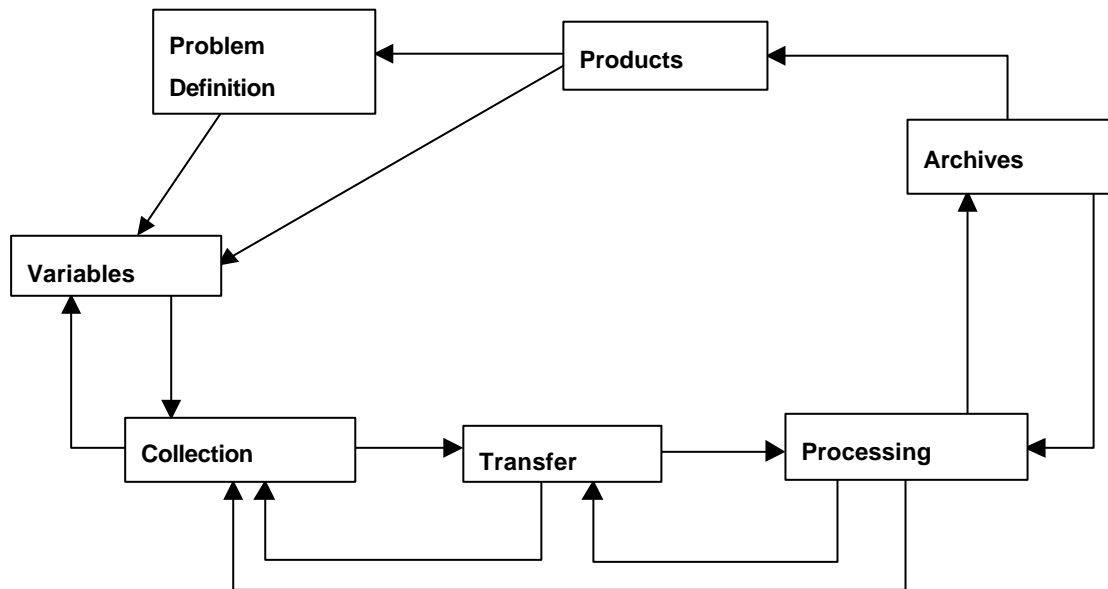 Problem
Definition
Products
Archives
Variables
Collection
Transfer
Processing